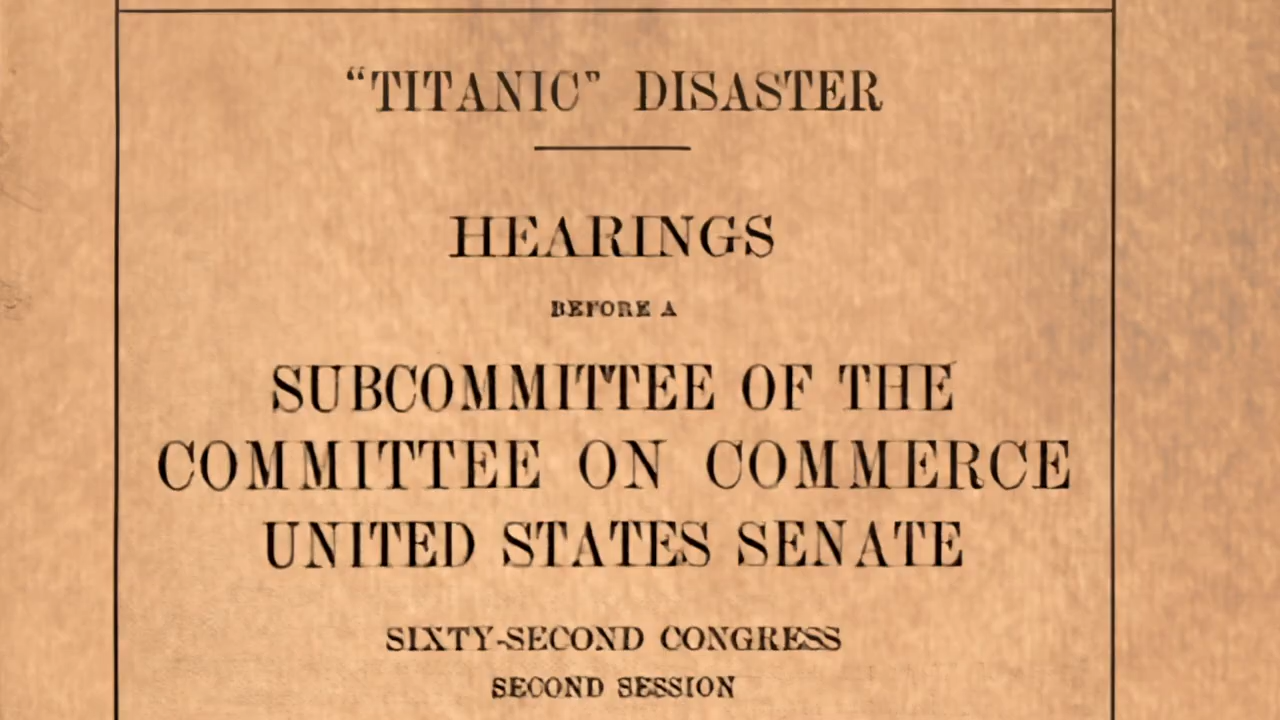 “TITANIC” DISASTER
HEARINGS
BEFORE A
SUBCOMMITTEE OF THE
COMMITTEE ON COMMERCE
UNITED STATES SENATE
SIXTY-SECOND CONGRESS
SECOND SESSION